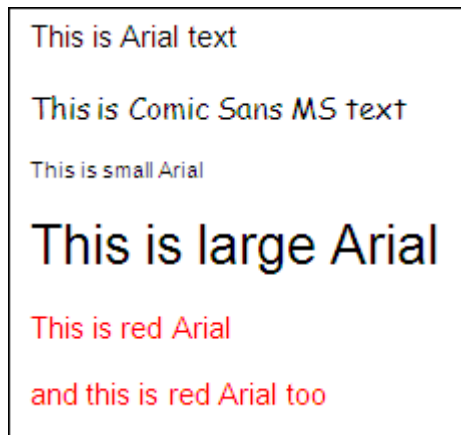 This is Arial text
This is Comic Sans MS text
This is small Arial
This is large Arial
This is red Arial
and this is red Arial too